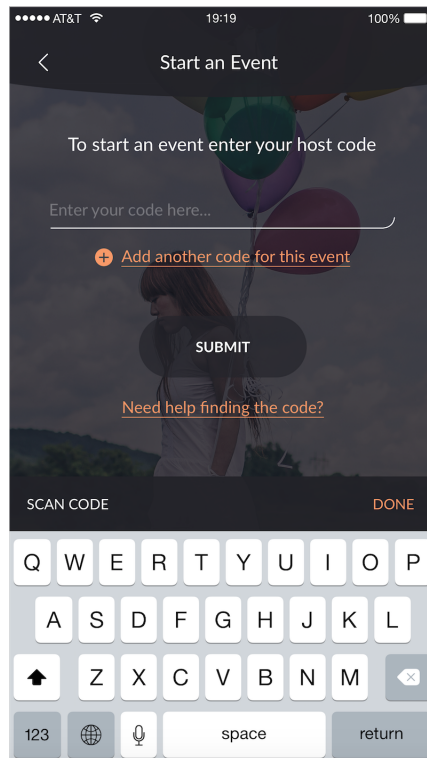 AT&T 19:19 100%
Start an Event
To start an event enter your host code
Enter your code here...
Add another code for this event
SUBMIT
Need help finding the code?
SCAN CODE DONE
Q W E R T Y U I O P
A S D F G H J K L
Z X C V B N M
123 space return